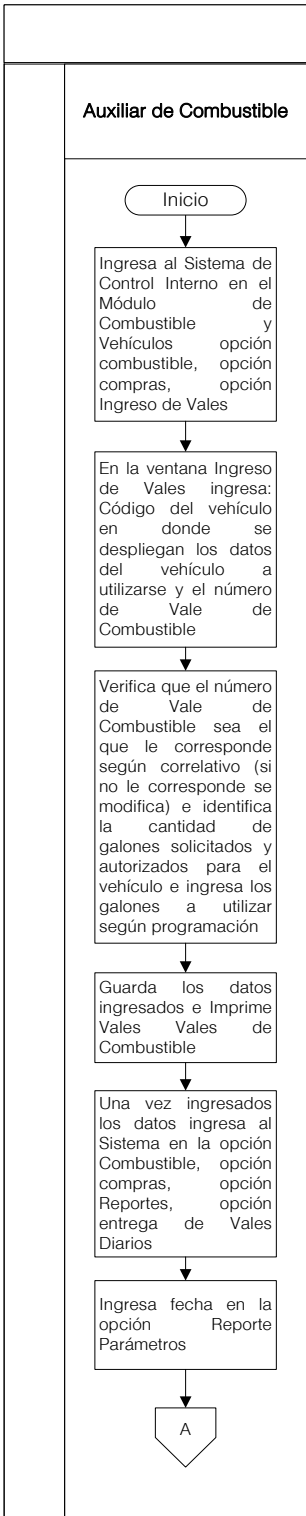 Auxiliar de Combustible
Inicio
Ingresa al Sistema de
Control Interno en el
Módulo de
Combustible y
Vehículos opción
combustible, opción
compras, opción
Ingreso de Vales
En la ventana Ingreso
de Vales ingresa:
Código del vehículo
en donde se
despliegan los datos
del vehículo a
utilizarse y el número
de Vale de
Combustible
Verifica que el número
de Vale de
Combustible sea el
que le corresponde
según correlativo (si
no le corresponde se
modifica) e identifica
la cantidad de
galones solicitados y
autorizados para el
vehículo e ingresa los
galones a utilizar
según programación
Guarda los datos
ingresados e Imprime
Vales Vales de
Combustible
Una vez ingresados
los datos ingresa al
Sistema en la opción
Combustible, opción
compras, opción
Reportes, opción
entrega de Vales
Diarios
Ingresa fecha en la
opción Reporte
Parámetros
A